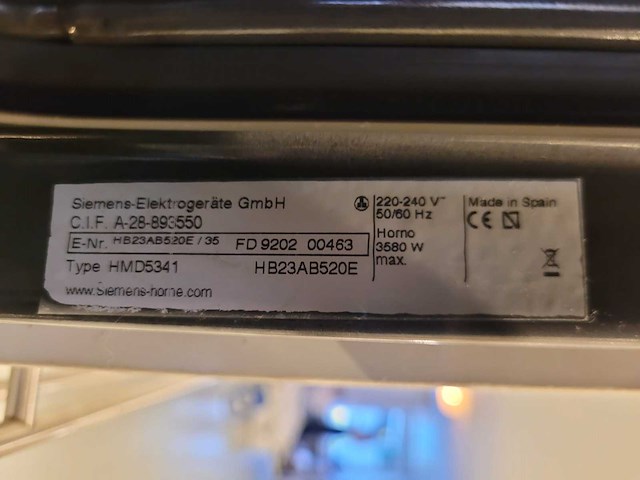 Siemens-Elektrogeräte GmbH
C.I.F. A-28-893550
E-Nr. HB23AB520E / 35 FD 9202 00463
Type HMD5341 HB23AB520E
www.Siemens-home.com
220-240 V~
50/60 Hz
Horno
3580 W
max.
Made in Spain
CE